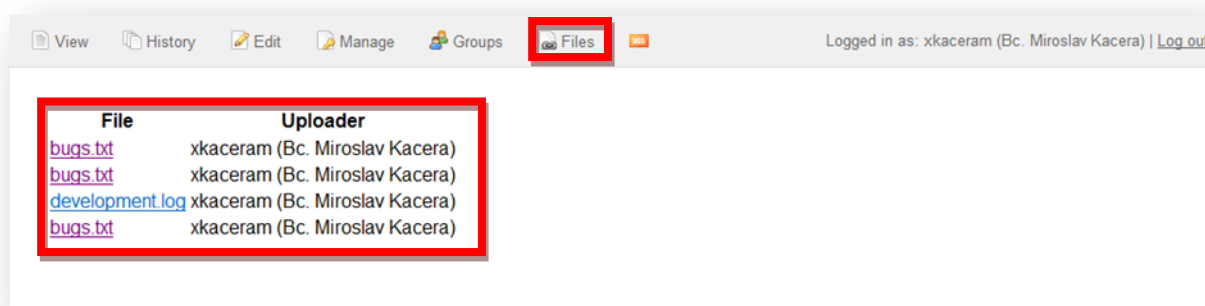 View History Edit Manage Groups Files Logged in as: xkaceram (Bc. Miroslav Kacera) | Log out
File Uploader
bugs.txt xkaceram (Bc. Miroslav Kacera)
bugs.txt xkaceram (Bc. Miroslav Kacera)
development.log xkaceram (Bc. Miroslav Kacera)
bugs.txt xkaceram (Bc. Miroslav Kacera)